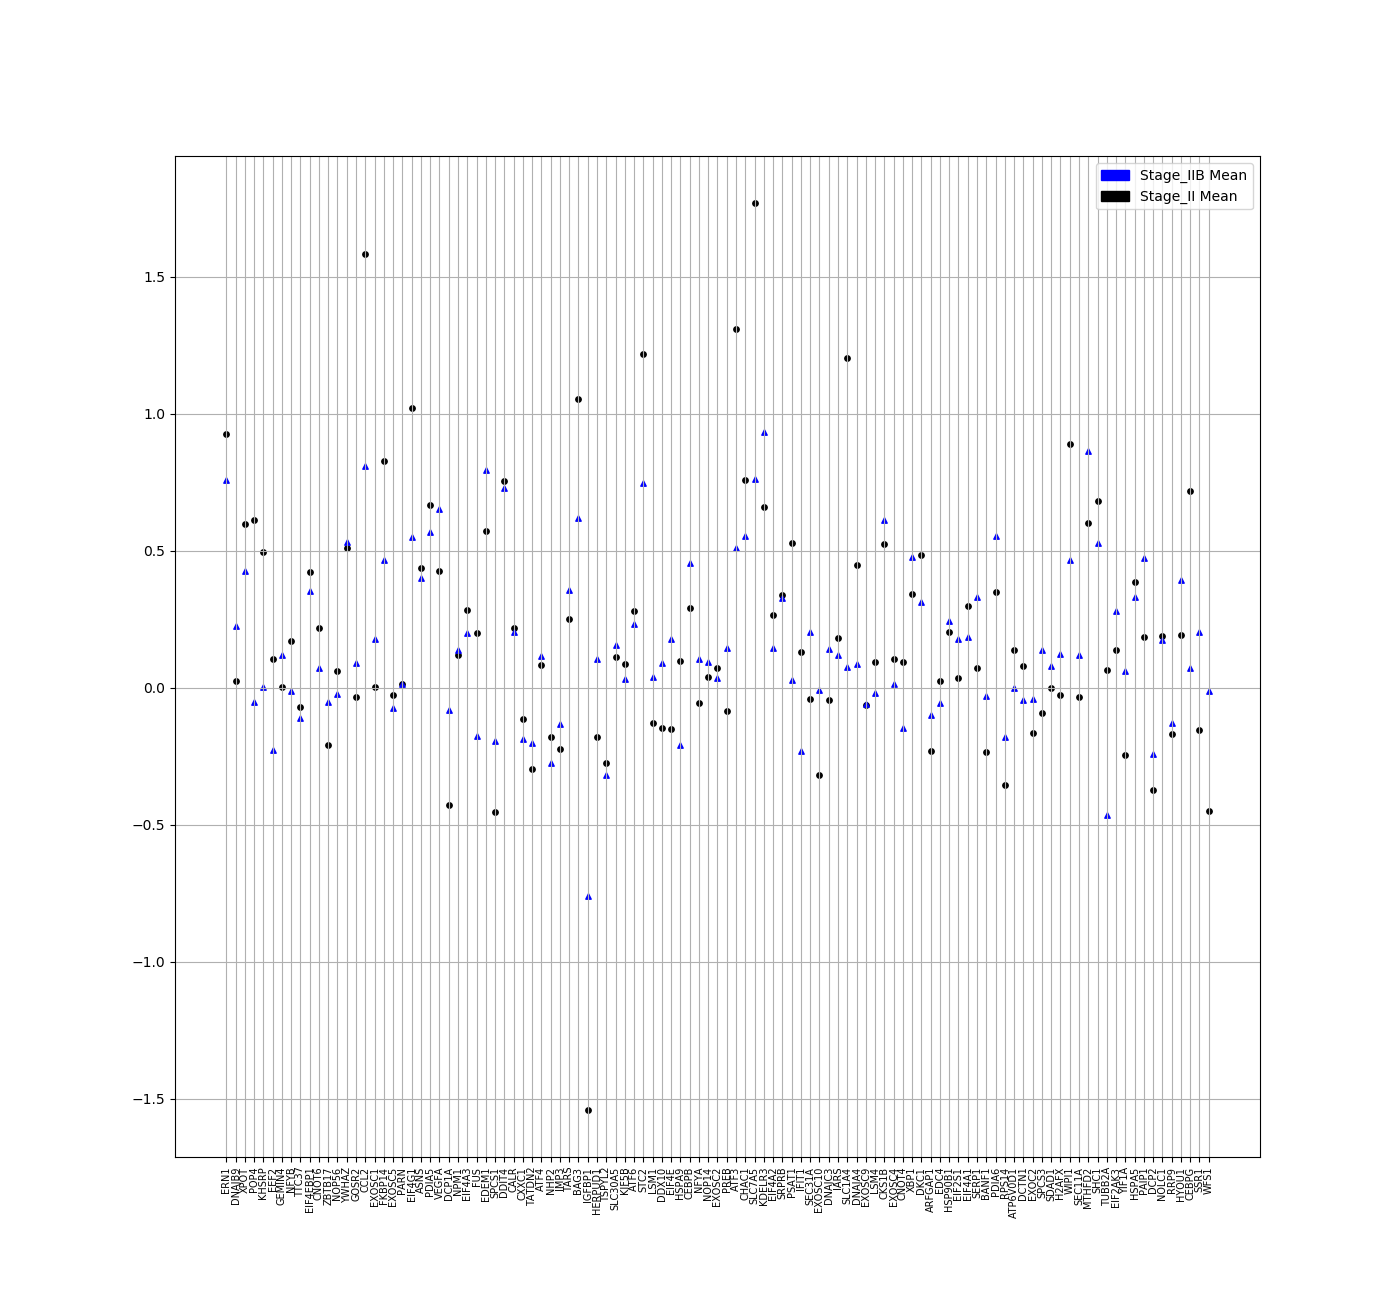 Stage_IIB Mean
Stage_II Mean
1.5
1.0
0.5
0.0
−0.5
−1.0
−1.5
ERN1
DNAJB9
XPOT
POP4
KHSRP
EEF2
GEMIN4
NFYB
TTC37
EIF4EBP1
CNOT6
ZBTB17
NOP56
YWHAZ
GOSR2
CCL2
EXOSC1
FKBP14
EXOSC5
PARN
EIF4G1
ASNS
PDIA5
VEGFA
DCP1A
NPM1
EIF4A3
FUS
EDEM1
TSPYL2
DDIT4
CALR
CXXC1
TATDN2
ATF4
NHP2
IMP3
TARS
BAG3
IGFBP1
HERPUD1
SLC30A5
KIF5B
ATF6
STC2
LSM1
DDX10
EIF4E
HSPA9
CEBPB
NFYA
NOP14
EXOSC2
PREB
ATF3
CHAC1
SLC7A5
KDELR3
EIF4A2
SRPRB
PSAT1
IFIT1
SEC31A
EXOSC10
DNAJC3
IARS
SLC1A4
DNAJA4
EXOSC9
LSM4
CKS1B
EXOSC4
CNOT4
XBP1
DKC1
ARFGAP1
EDC4
HSP90B1
EIF2S1
EIF4A1
SERP1
BANF1
PDIA6
RPS14
ATP6V0D1
DCTN1
EXOC2
SPCS3
SDAD1
H2AFX
WIPI1
SEC11A
MTHFD2
SHC1
TUBB2A
EIF2AK3
YIF1A
HSPA5
PAIP1
DCP2
NOLC1
RRP9
HYOU1
CEBPG
SSR1
WFS1